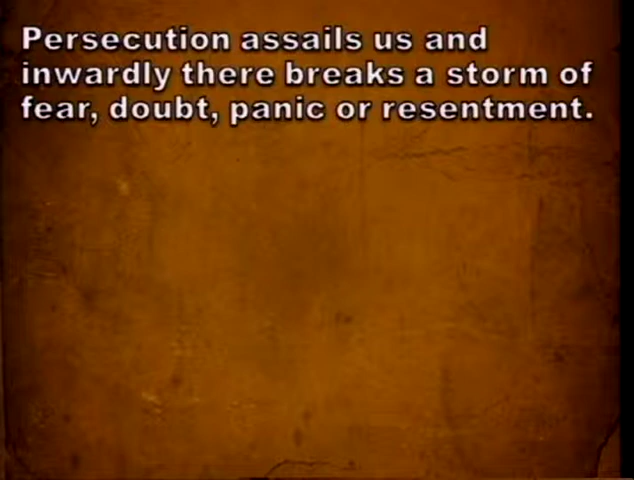 Persecution assails us and
inwardly there breaks a storm of
fear, doubt, panic or resentment.